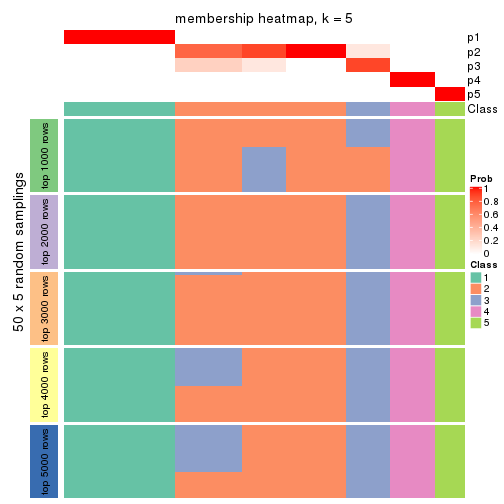 membership heatmap, k = 5
p1
p2
p3
p4
p5
Class
50 x 5 random samplings
top 1000 rows
top 2000 rows
top 3000 rows
top 4000 rows
top 5000 rows
Prob
1
0.8
0.6
0.4
0.2
0
Class
1
2
3
4
5